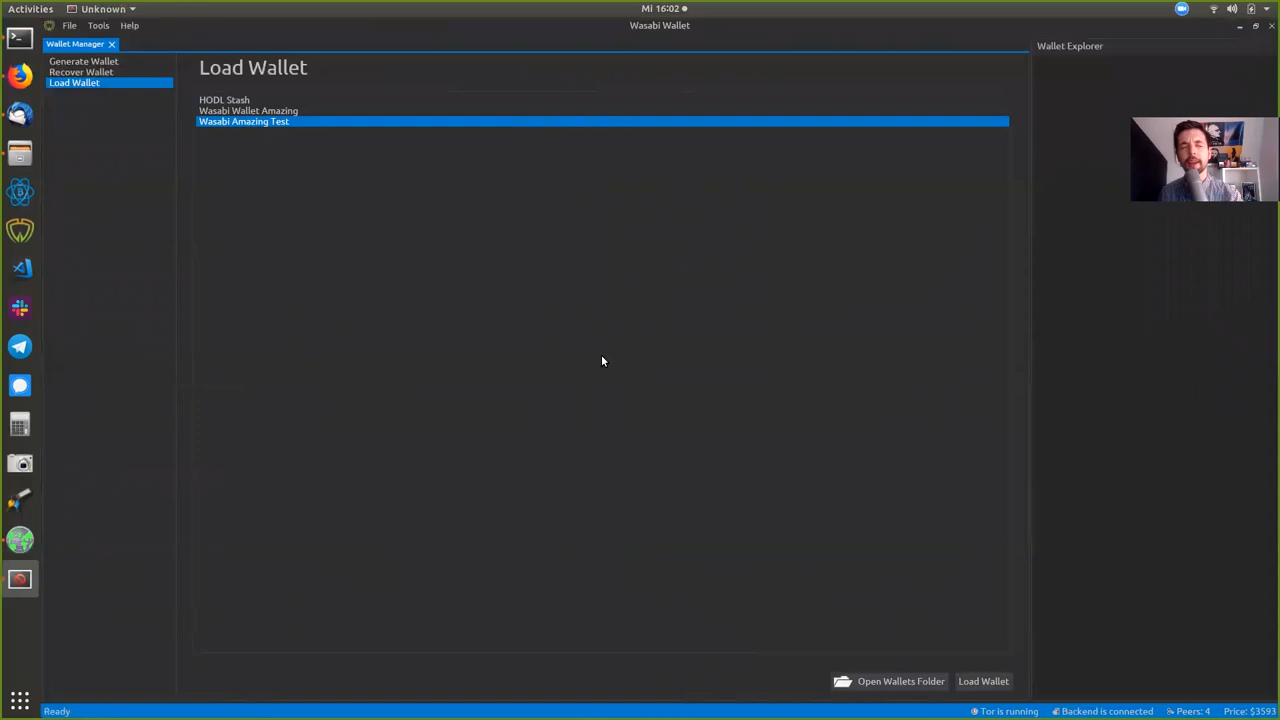 Activities Unknown Mi 16:02
File Tools Help Wasabi Wallet
Wallet Manager
Wallet Explorer
Generate Wallet
Recover Wallet
Load Wallet
Load Wallet
HODL Stash
Wasabi Wallet Amazing
Wasabi Amazing Test
Open Wallets Folder Load Wallet
Ready Tor is running Backend is connected Peers: 4 Price: $3593